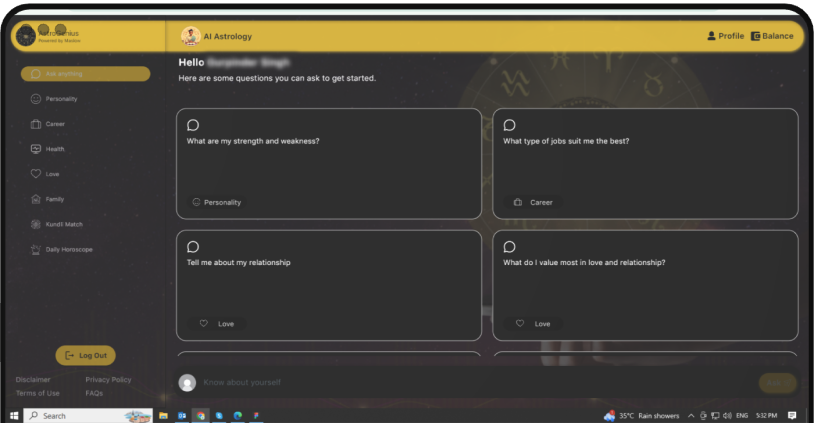 AstroGenius
Powered by Maxbox
AI Astrology
Profile
Balance
Hello
Here are some questions you can ask to get started.
Ask anything
Personality
Career
Health
Love
Family
Kundli Match
Daily Horoscope
Log Out
Disclaimer Privacy Policy
Terms of Use FAQs
What are my strength and weakness?
Personality
What type of jobs suit me the best?
Career
Tell me about my relationship
Love
What do I value most in love and relationship?
Love
Know about yourself
Search
35°C Rain showers
ENG
5:32 PM